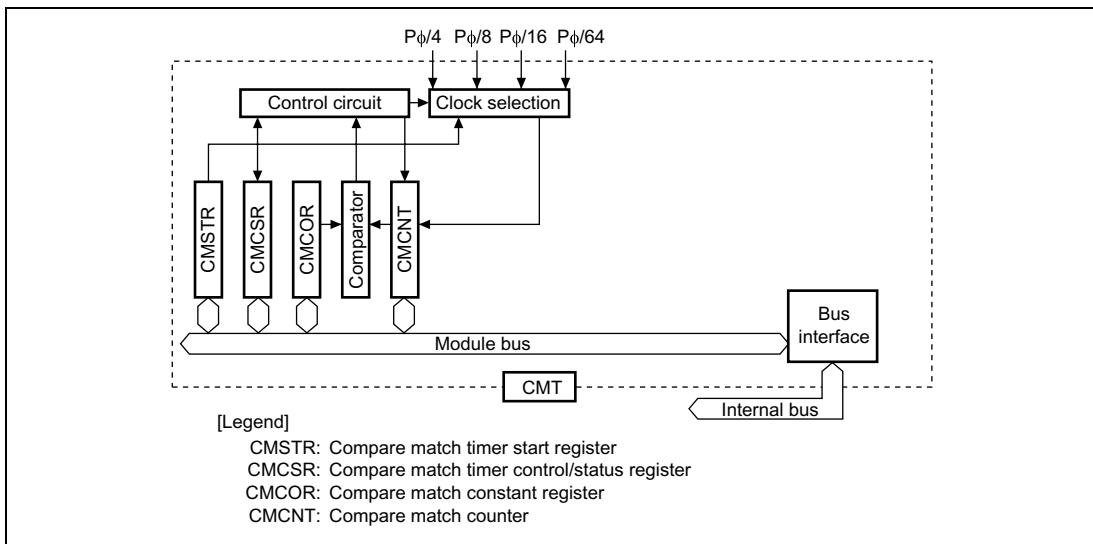 Pϕ/4 Pϕ/8 Pϕ/16 Pϕ/64
Control circuit
Clock selection
CMSTR
CMCSR
CMCOR
Comparator
CMCNT
Bus
interface
Module bus
CMT
Internal bus
[Legend]
CMSTR: Compare match timer start register
CMCSR: Compare match timer control/status register
CMCOR: Compare match constant register
CMCNT: Compare match counter